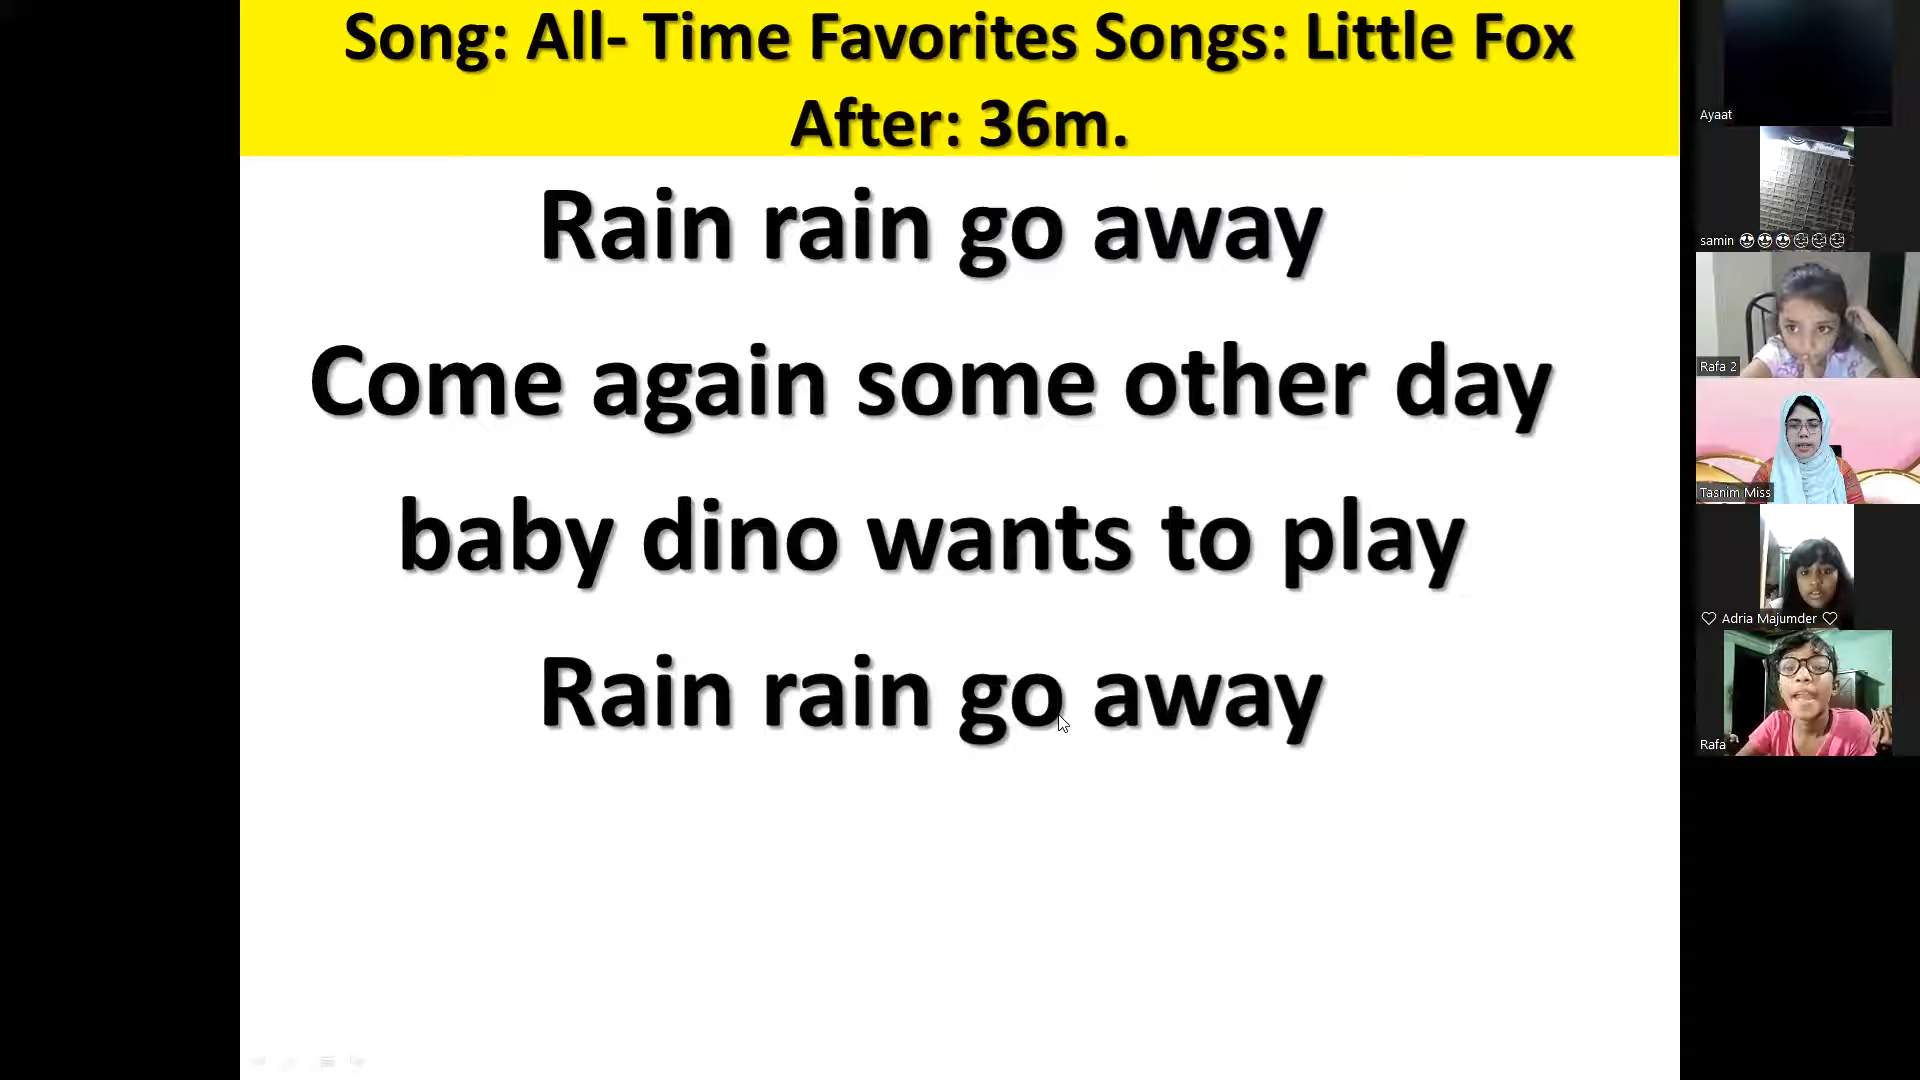 Song: All- Time Favorites Songs: Little Fox
After: 36m.
Rain rain go away
Come again some other day
baby dino wants to play
Rain rain go away
Ayaat
samin 😍😍😍🥰🥰🥰
Rafa 2
Tasnim Miss
♡ Adria Majumder ♡
Rafa